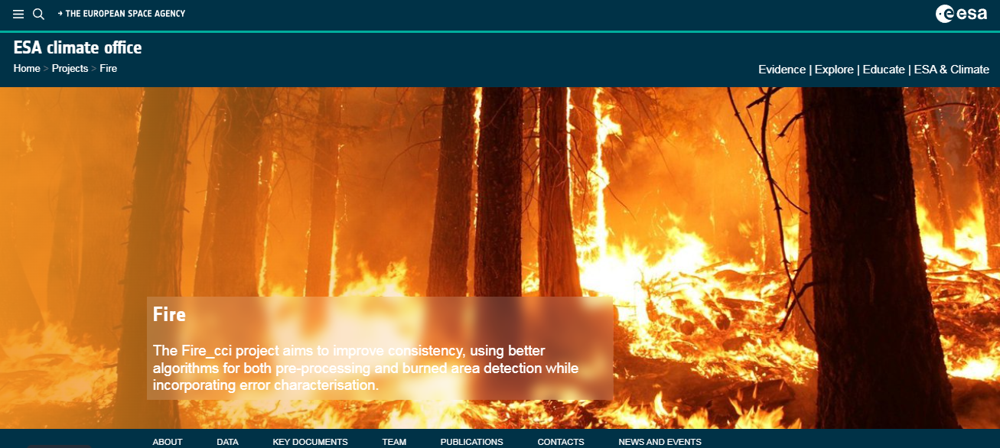 → THE EUROPEAN SPACE AGENCY
esa
ESA climate office
Home > Projects > Fire
Evidence | Explore | Educate | ESA & Climate
Fire
The Fire_cci project aims to improve consistency, using better
algorithms for both pre-processing and burned area detection while
incorporating error characterisation.
ABOUT DATA KEY DOCUMENTS TEAM PUBLICATIONS CONTACTS NEWS AND EVENTS